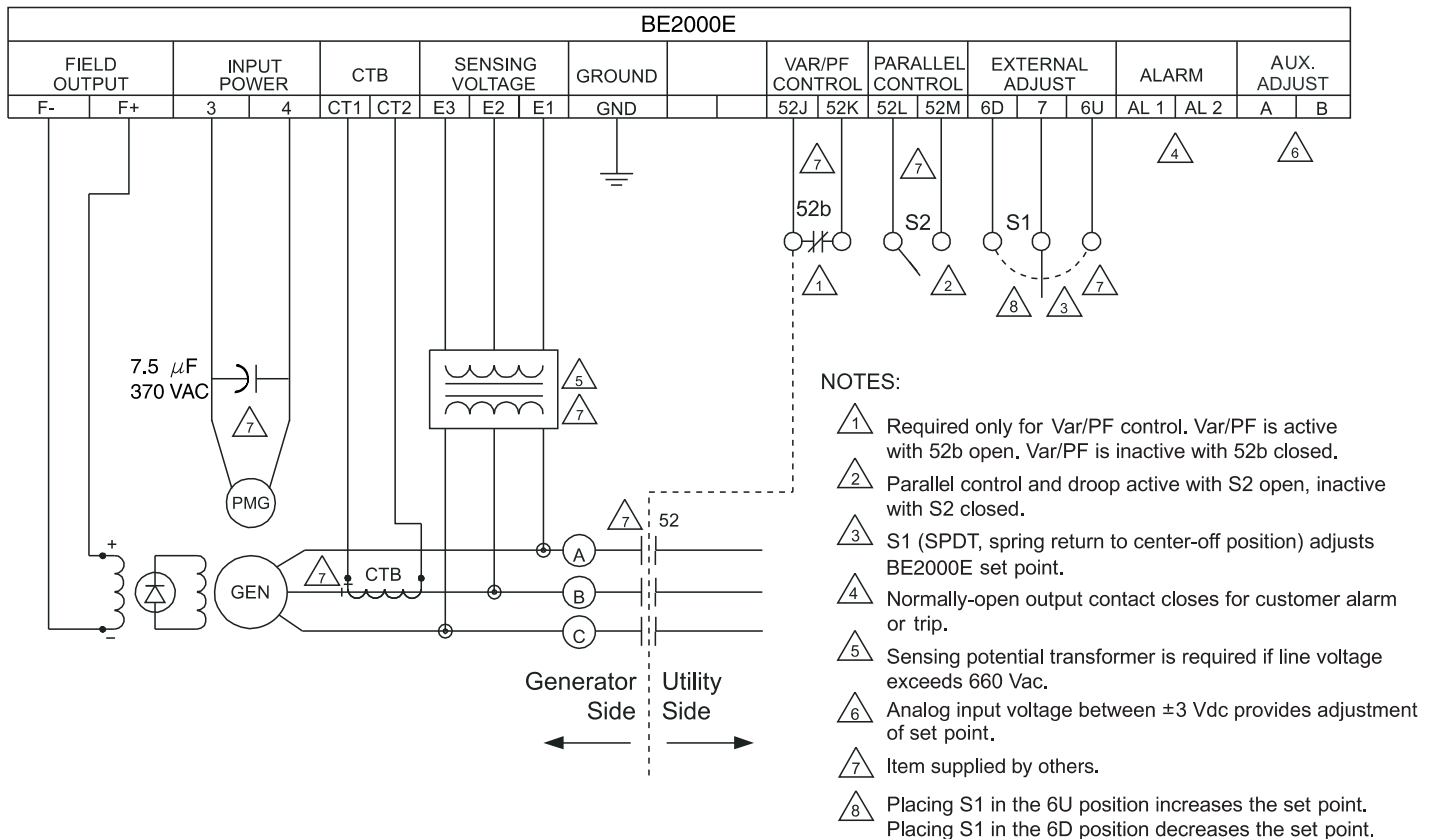 BE2000E
FIELD OUTPUT
INPUT POWER
CTB
SENSING VOLTAGE
GROUND
VAR/PF CONTROL
PARALLEL CONTROL
EXTERNAL ADJUST
ALARM
AUX. ADJUST
F- F+ 3 4 CT1 CT2 E3 E2 E1 GND 52J 52K 52L 52M 6D 7 6U AL 1 AL 2 A B
7 7 4 6
52b S2 S1
1 2 8 3 7
7.5 μF
370 VAC
7
5
7
PMG
7 52
+
GEN
7 ± CTB
–
A
B
C
Generator Side
Utility Side
NOTES:
1 Required only for Var/PF control. Var/PF is active
with 52b open. Var/PF is inactive with 52b closed.
2 Parallel control and droop active with S2 open, inactive
with S2 closed.
3 S1 (SPDT, spring return to center-off position) adjusts
BE2000E set point.
4 Normally-open output contact closes for customer alarm
or trip.
5 Sensing potential transformer is required if line voltage
exceeds 660 Vac.
6 Analog input voltage between ±3 Vdc provides adjustment
of set point.
7 Item supplied by others.
8 Placing S1 in the 6U position increases the set point.
Placing S1 in the 6D position decreases the set point.